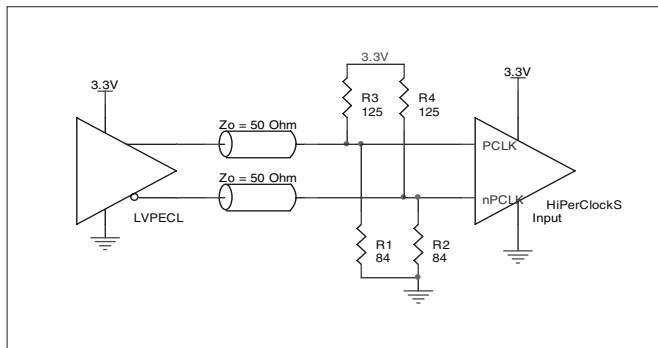 3.3V
3.3V
3.3V
R3
125
R4
125
Zo = 50 Ohm
PCLK
Zo = 50 Ohm
nPCLK
HiPerClockS
Input
LVPECL
R1
84
R2
84